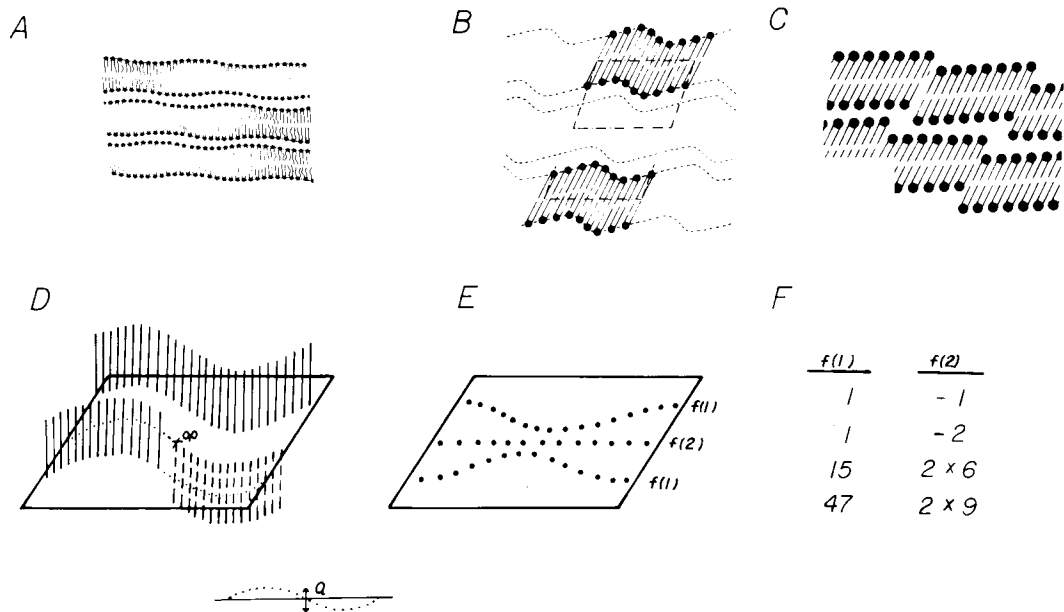 A
B
C
D
E
F
φ
f(1)
f(2)
f(1)
f(1) f(2)
1 -1
1 -2
15 2 × 6
47 2 × 9
a